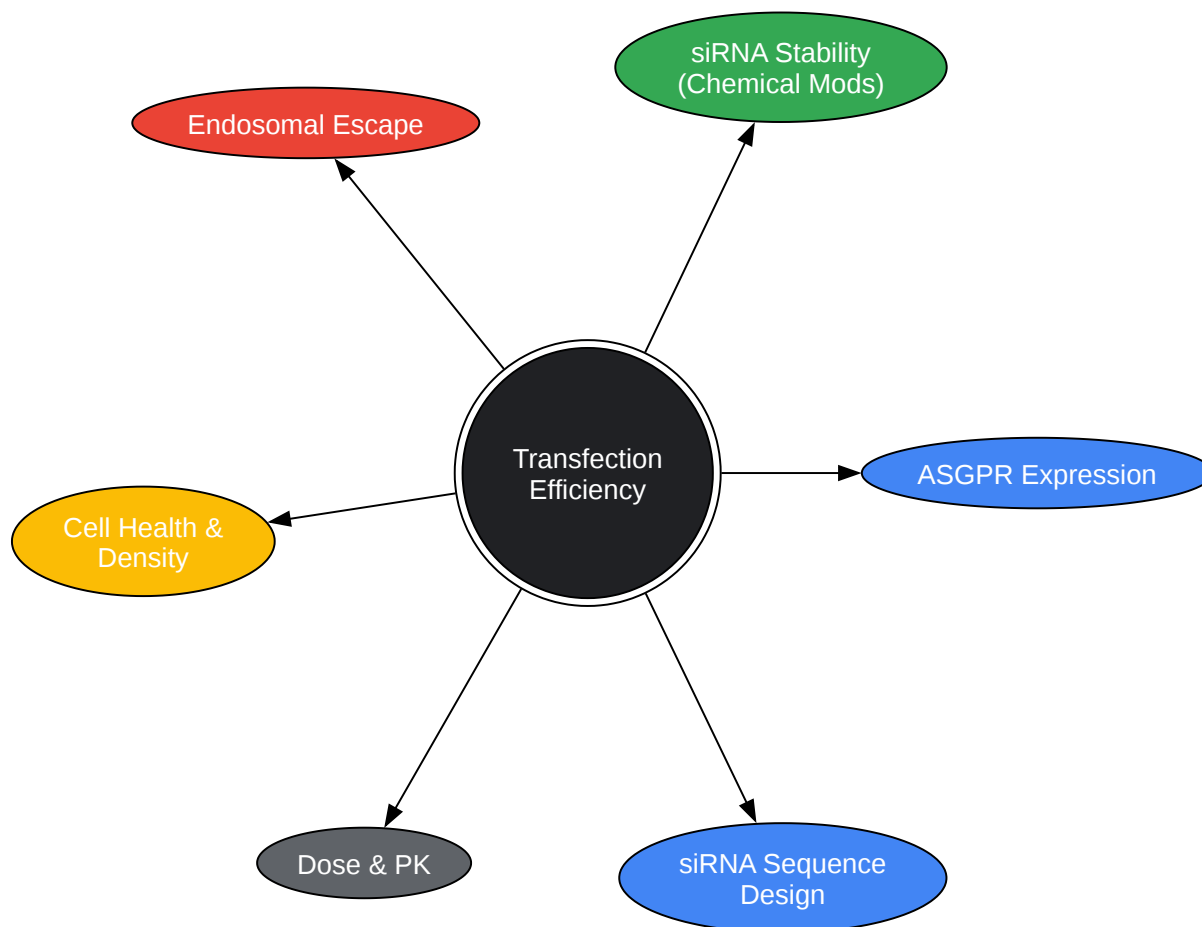 siRNA Stability
(Chemical Mods)
Endosomal Escape
Transfection
Efficiency
ASGPR Expression
Cell Health &
Density
Dose & PK
siRNA Sequence
Design